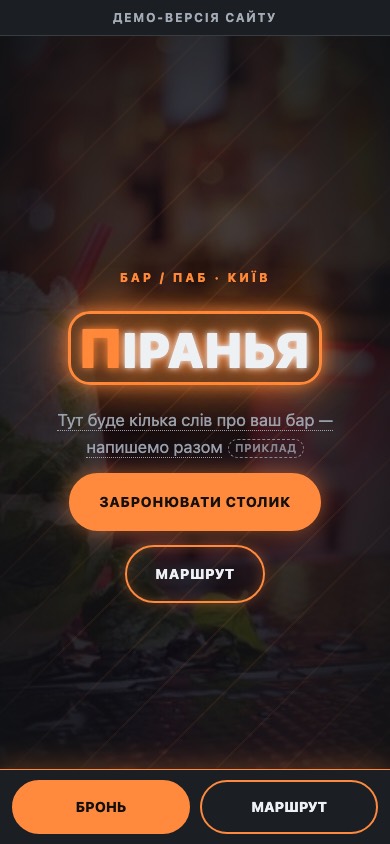 ДЕМО-ВЕРСІЯ САЙТУ
БАР / ПАБ · КИЇВ
ПІРАНЬЯ
Тут буде кілька слів про ваш бар —
напишемо разом ПРИКЛАД
ЗАБРОНЮВАТИ СТОЛИК
МАРШРУТ
БРОНЬ МАРШРУТ